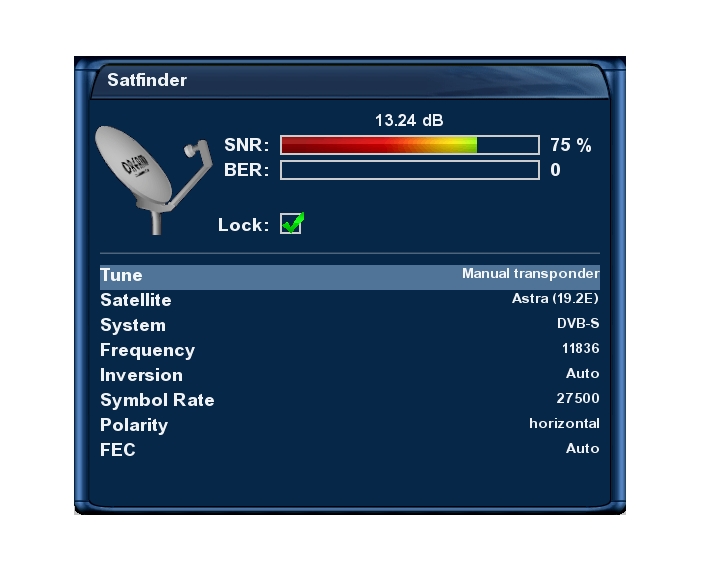 Satfinder
13.24 dB
SNR: 75 %
BER: 0
Lock:
Tune Manual transponder
Satellite Astra (19.2E)
System DVB-S
Frequency 11836
Inversion Auto
Symbol Rate 27500
Polarity horizontal
FEC Auto